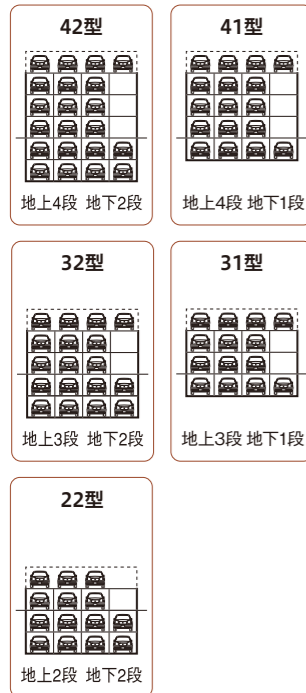 42型
地上4段 地下2段
41型
地上4段 地下1段
32型
地上3段 地下2段
31型
地上3段 地下1段
22型
地上2段 地下2段